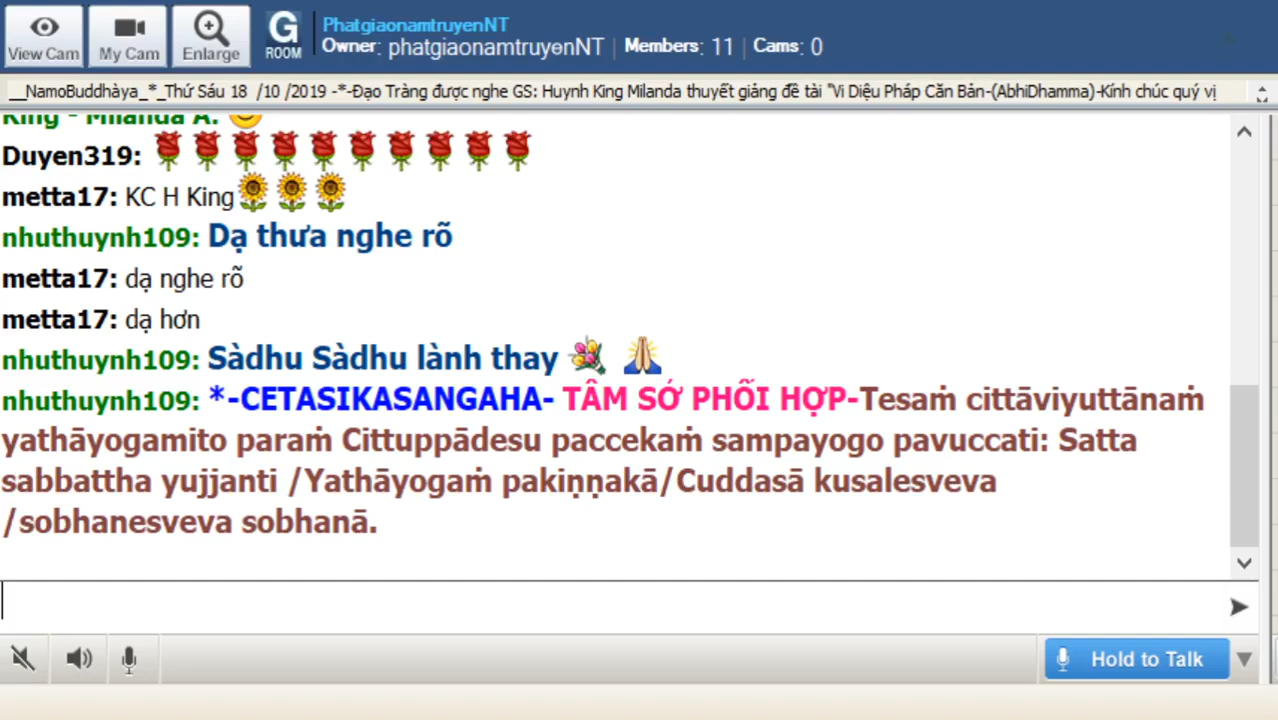 PhatgiaonamtruyenNT
Owner: phatgiaonamtruyenNT | Members: 11 | Cams: 0
View Cam
My Cam
Enlarge
G ROOM
__NamoBuddhàya_*_Thứ Sáu 18 /10 /2019 -*-Đạo Tràng được nghe GS: Huynh King Milanda thuyết giảng đề tài "Vi Diệu Pháp Căn Bản-(AbhiDhamma)-Kính chúc quý vị
King - Milanda A.
Duyen319:
metta17: KC H King
nhuthuynh109: Dạ thưa nghe rõ
metta17: dạ nghe rõ
metta17: dạ hơn
nhuthuynh109: Sàdhu Sàdhu lành thay
nhuthuynh109: *-CETASIKASANGAHA- TÂM SỚ PHỐI HỢP-Tesaṁ cittāviyuttānaṁ
yathāyogamito paraṁ Cittuppādesu paccekaṁ sampayogo pavuccati: Satta
sabbattha yujjanti /Yathāyogaṁ pakiṇṇakā/Cuddasā kusalesveva
/sobhanesveva sobhanā.
Hold to Talk